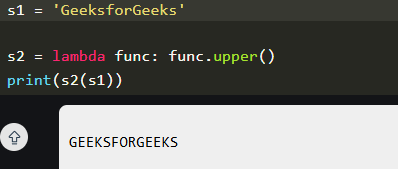 s1 = 'GeeksforGeeks'
s2 = lambda func: func.upper()
print(s2(s1))
GEEKSFORGEEKS